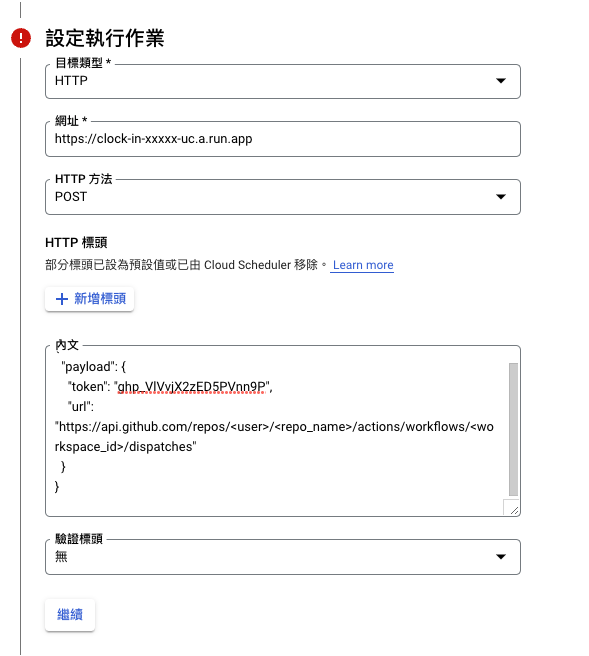 設定執行作業
目標類型 *
HTTP
網址 *
https://clock-in-xxxxx-uc.a.run.app
HTTP 方法
POST
HTTP 標頭
部分標頭已設為預設值或已由 Cloud Scheduler 移除。 Learn more
新增標頭
內文
{
"payload": {
"token": "ghp_VlVvjX2zED5PVnn9P",
"url":
"https://api.github.com/repos/<user>/<repo_name>/actions/workflows/<wo
rkspace_id>/dispatches"
}
}
驗證標頭
無
繼續